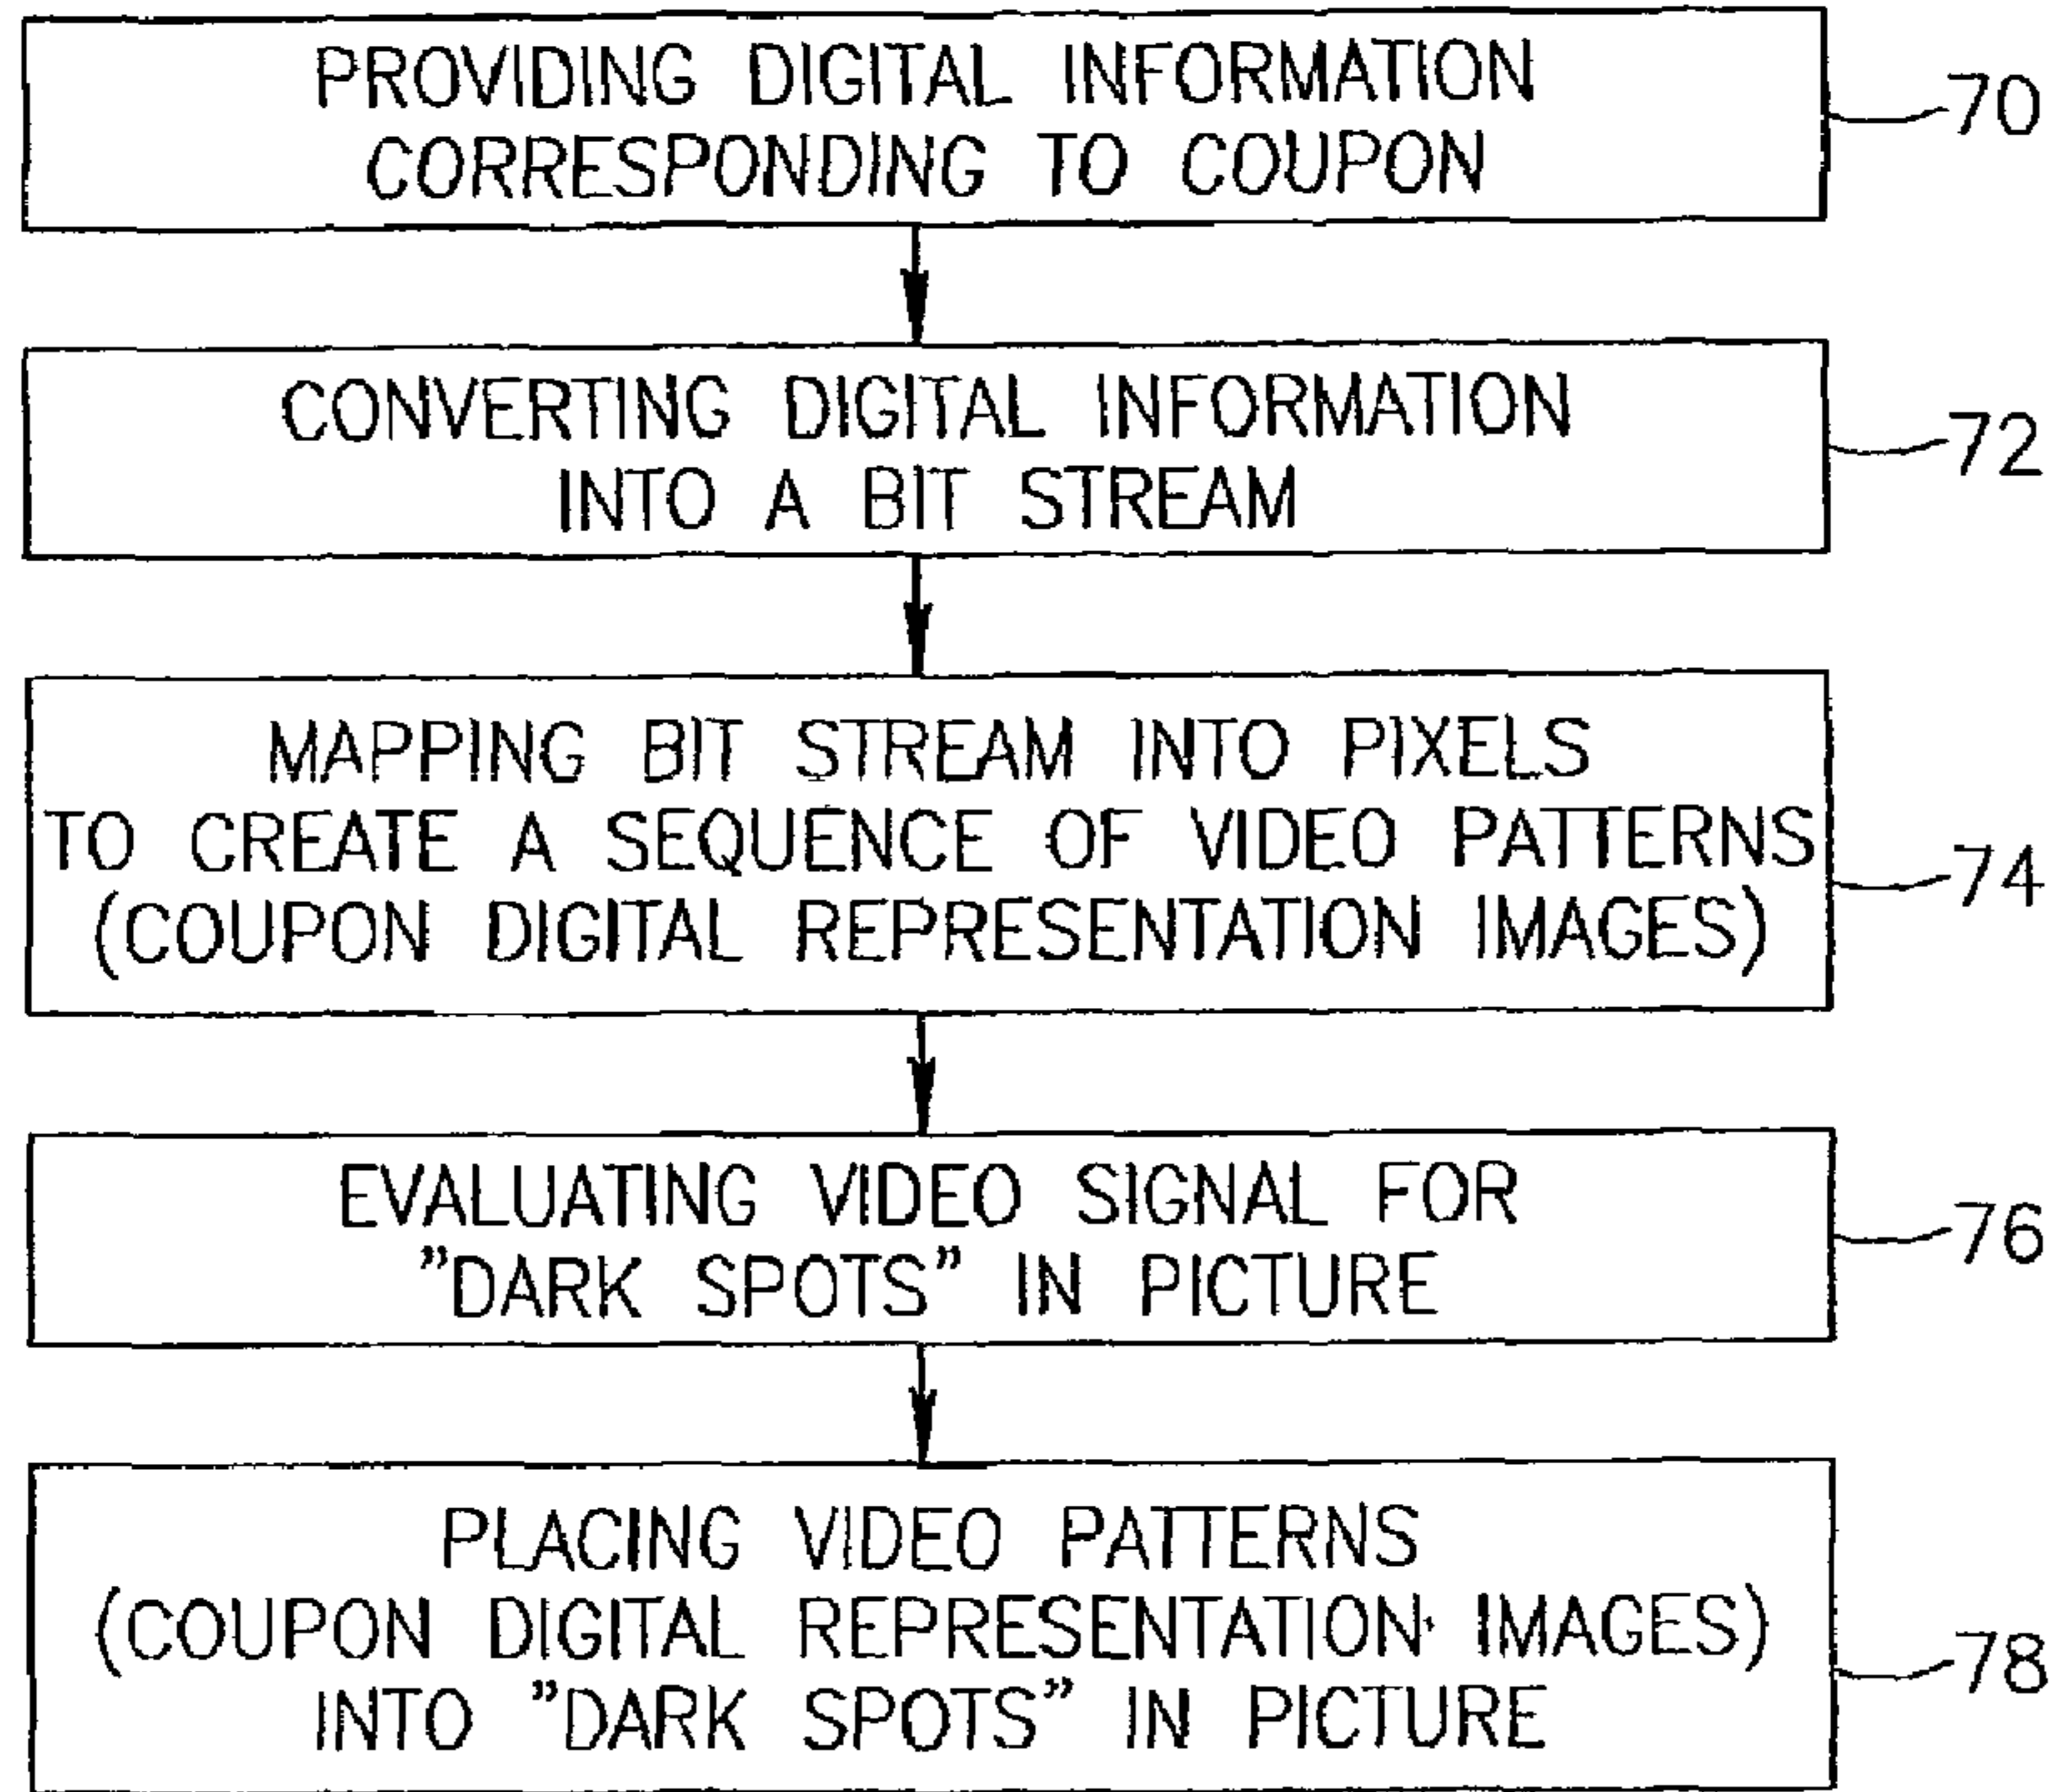 PROVIDING DIGITAL INFORMATION
CORRESPONDING TO COUPON
70
CONVERTING DIGITAL INFORMATION
INTO A BIT STREAM
72
MAPPING BIT STREAM INTO PIXELS
TO CREATE A SEQUENCE OF VIDEO PATTERNS
(COUPON DIGITAL REPRESENTATION IMAGES)
74
EVALUATING VIDEO SIGNAL FOR
"DARK SPOTS" IN PICTURE
76
PLACING VIDEO PATTERNS
(COUPON DIGITAL REPRESENTATION IMAGES)
INTO "DARK SPOTS" IN PICTURE
78